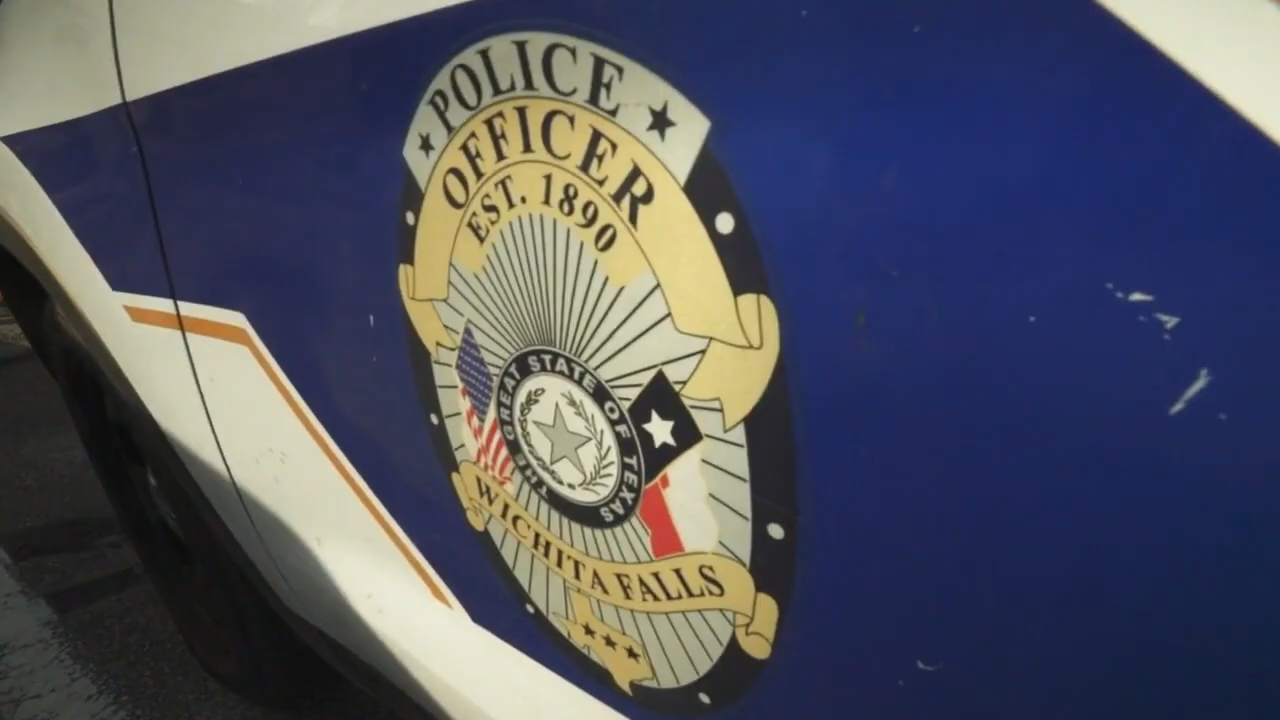 POLICE
OFFICER
EST. 1890
THE GREAT STATE OF TEXAS
WICHITA FALLS